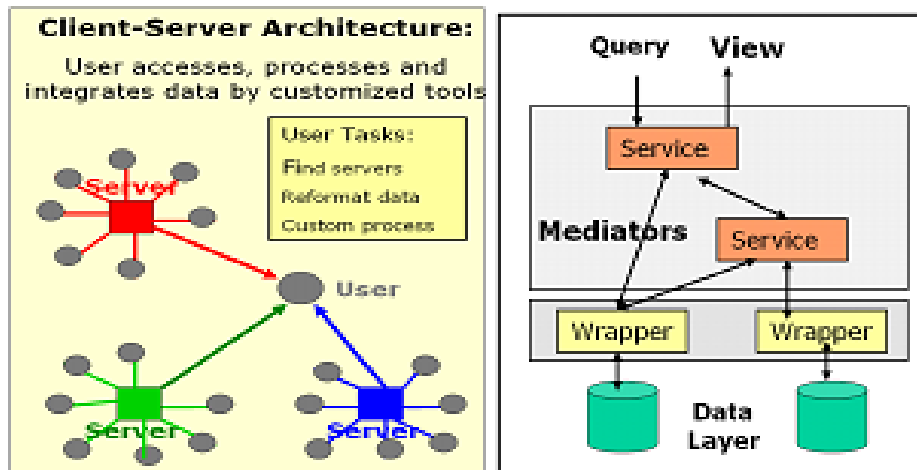 Client-Server Architecture:
User accesses, processes and
integrates data by customized tools
User Tasks:
Find servers
Reformat data
Custom process
Server
User
Server
Server
Query
View
Service
Mediators
Service
Wrapper
Wrapper
Data
Layer